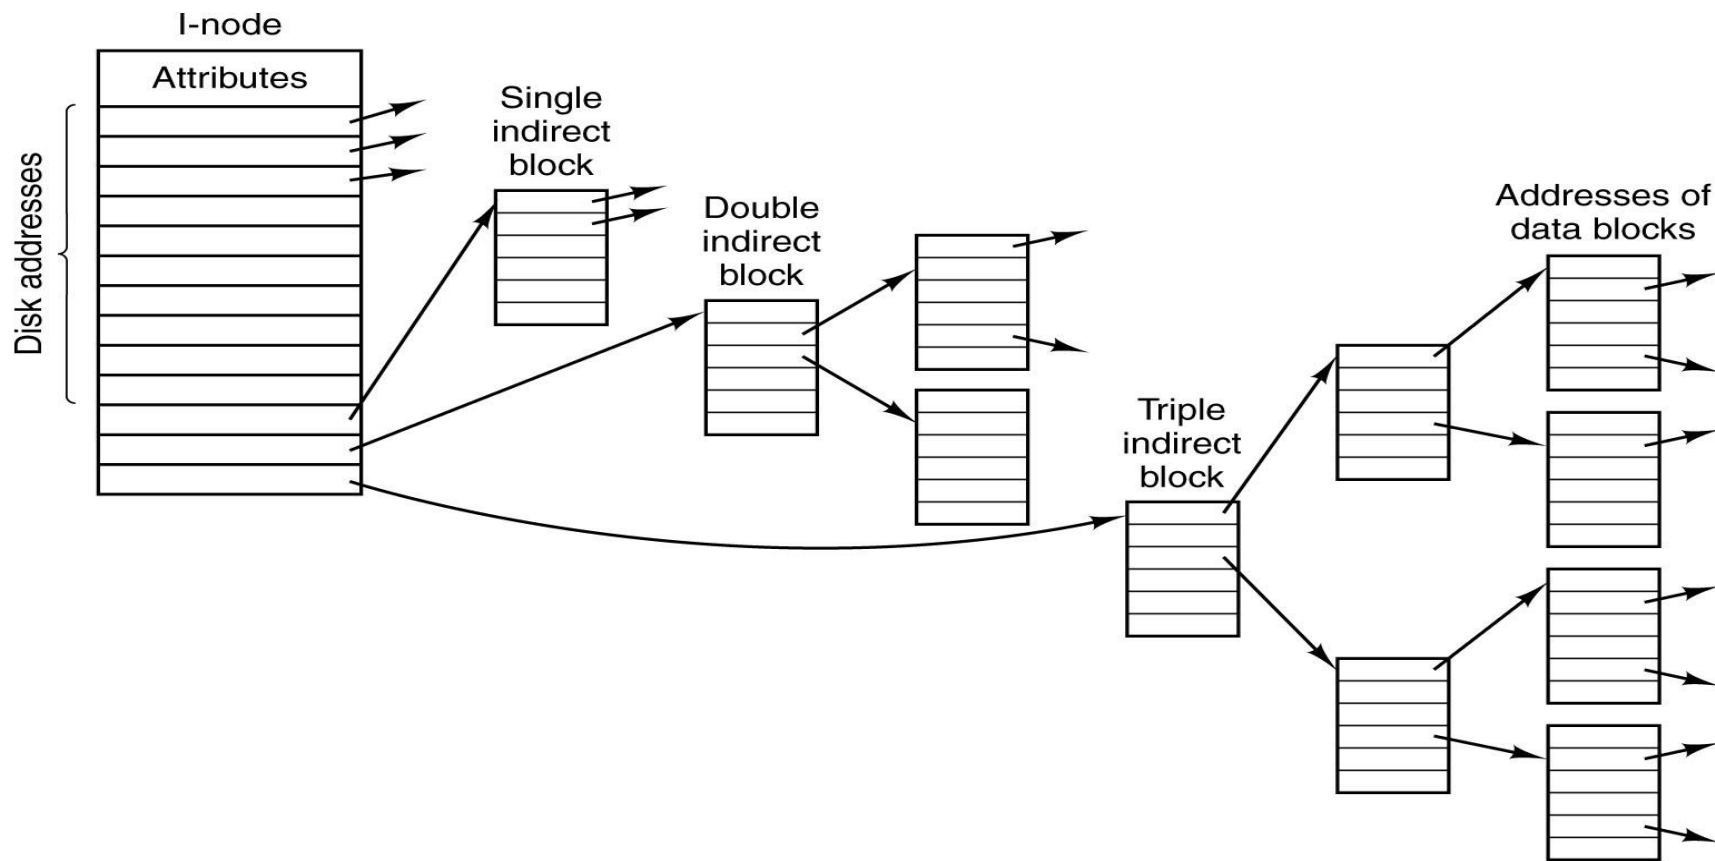 I-node
Attributes
Disk addresses
Single
indirect
block
Double
indirect
block
Triple
indirect
block
Addresses of
data blocks